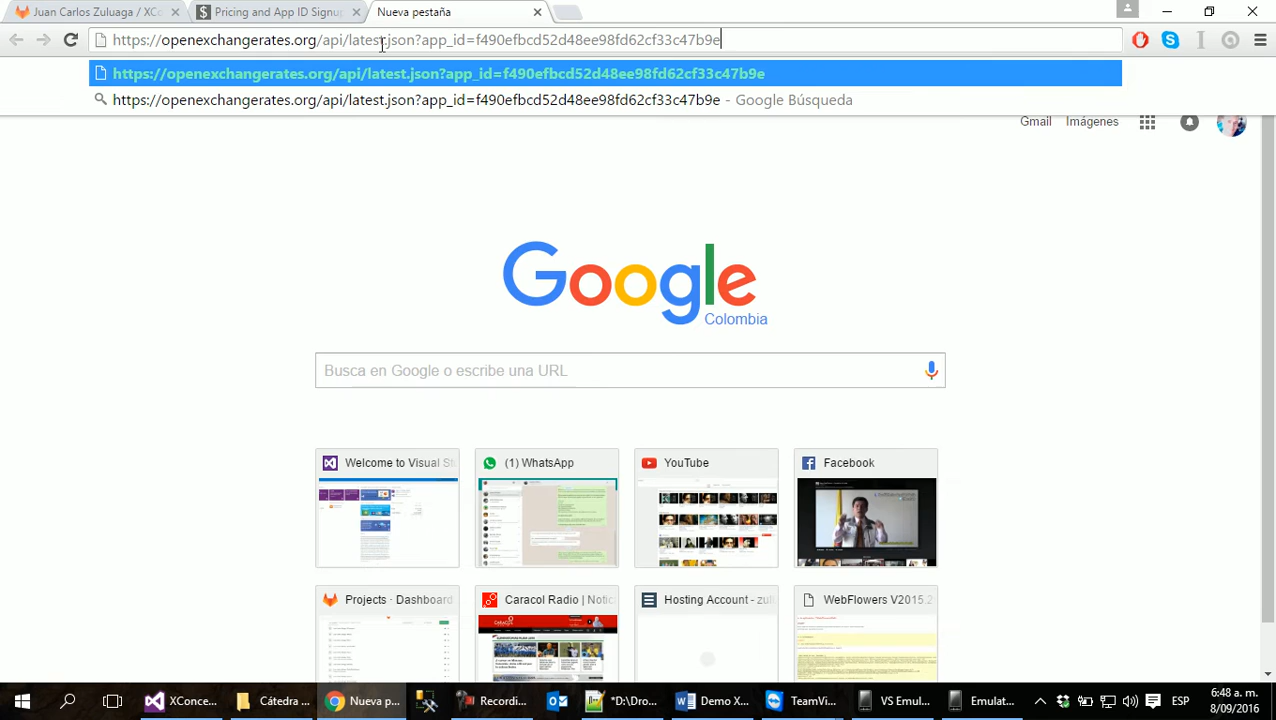 Juan Carlos Zuluaga / XCo
Pricing and App ID Signup
Nueva pestaña
https://openexchangerates.org/api/latest.json?app_id=f490efbcd52d48ee98fd62cf33c47b9e
https://openexchangerates.org/api/latest.json?app_id=f490efbcd52d48ee98fd62cf33c47b9e
https://openexchangerates.org/api/latest.json?app_id=f490efbcd52d48ee98fd62cf33c47b9e - Google Búsqueda
Gmail Imágenes
Google
Colombia
Busca en Google o escribe una URL
Welcome to Visual St
(1) WhatsApp
YouTube
Facebook
Projects · Dashboard
Caracol Radio | Notic
Hosting Account - zul
WebFlowers V2015.2
XConce...
Cátedra ...
Nueva p...
Recordi...
*D:\Dro...
Demo X...
TeamVi...
VS Emul...
Emulat...
ESP
6:48 a. m.
8/09/2016